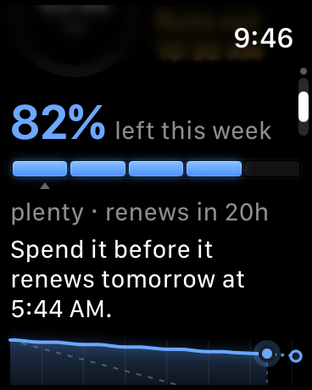 9:46
82% left this week
plenty · renews in 20h
Spend it before it
renews tomorrow at
5:44 AM.